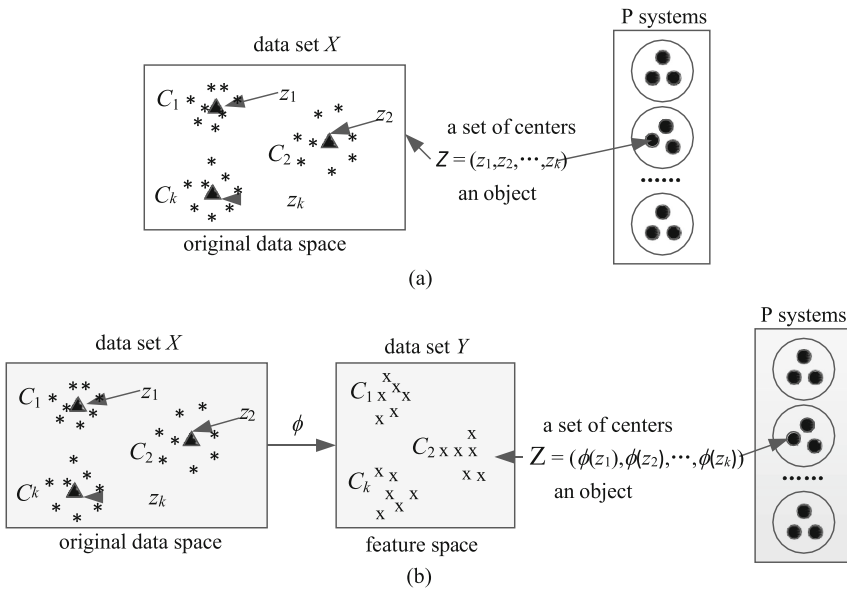 P systems
data set X
C1
z1
z2
C2
Ck
zk
a set of centers
Z = (z1,z2,···,zk)
an object
······
original data space
(a)
P systems
data set X
data set Y
C1
z1
z2
C2
Ck
zk
ϕ
C1
C2
Ck
a set of centers
Z = (ϕ(z1),ϕ(z2),···,ϕ(zk))
an object
······
original data space
feature space
(b)